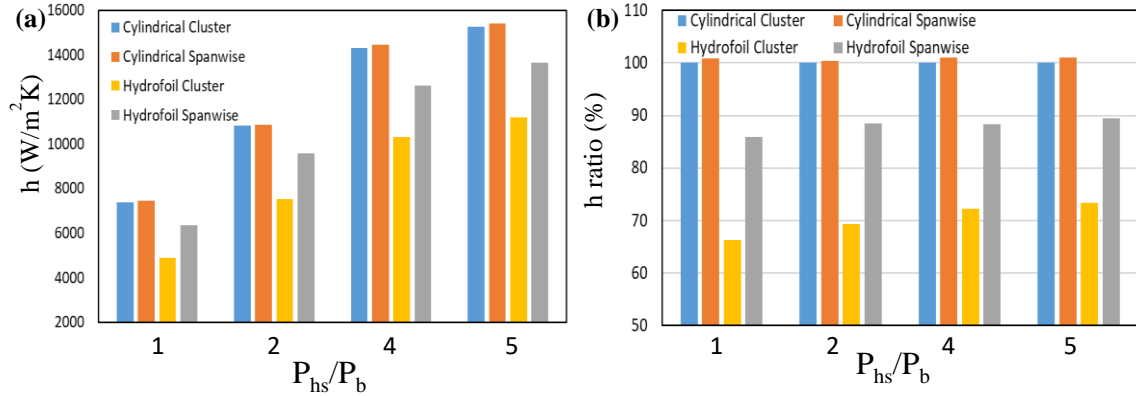 (a)
h (W/m²K)
16000
14000
12000
10000
8000
6000
4000
2000
Cylindrical Cluster
Cylindrical Spanwise
Hydrofoil Cluster
Hydrofoil Spanwise
1 2 4 5
Phs/Pb
(b)
h ratio (%)
110
100
90
80
70
60
50
Cylindrical Cluster Cylindrical Spanwise
Hydrofoil Cluster Hydrofoil Spanwise
1 2 4 5
Phs/Pb